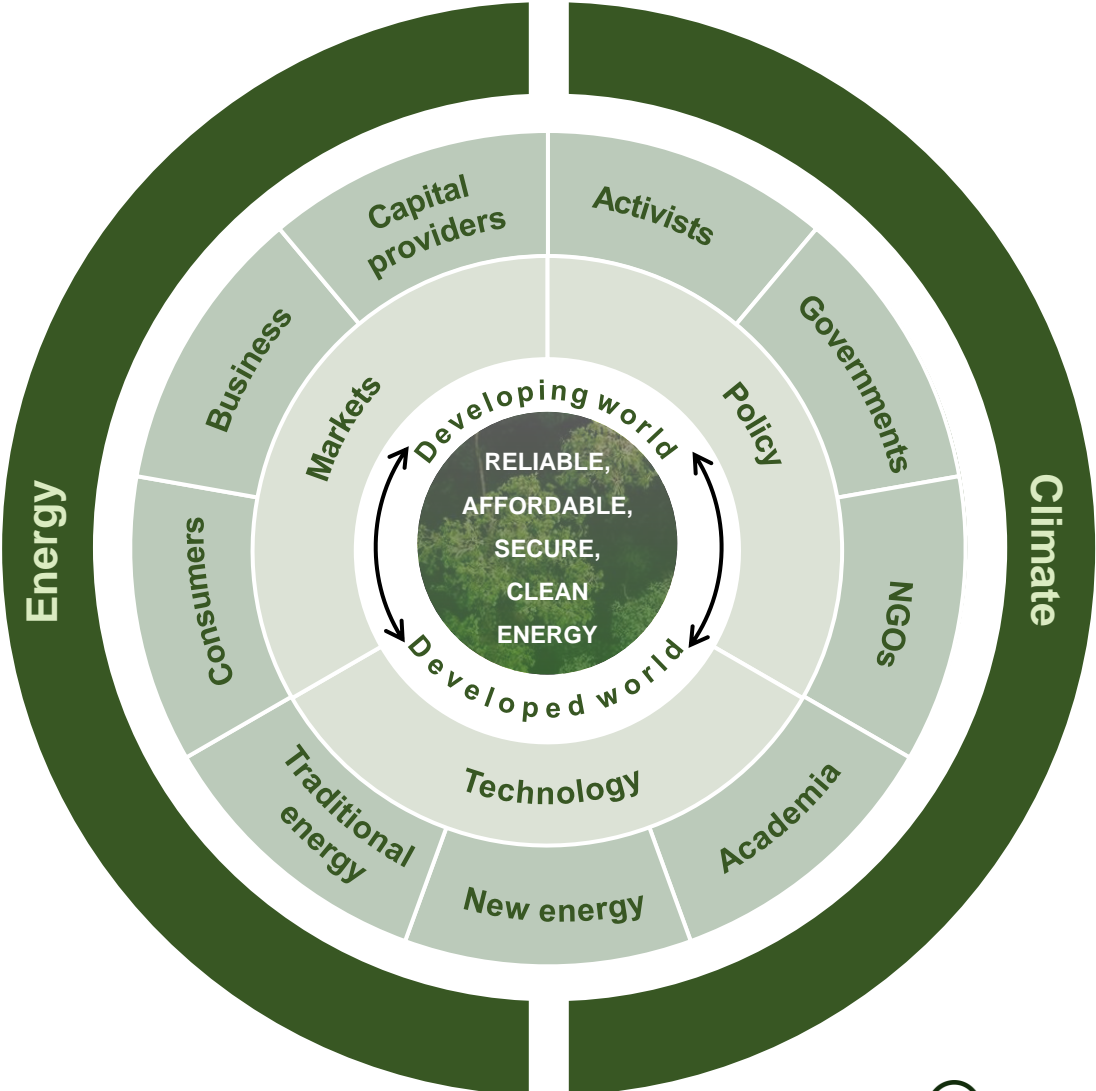 Energy
Climate
Capital
providers
Activists
Business
Governments
Consumers
NGOs
Traditional
energy
New energy
Academia
Markets
Policy
Technology
Developing world
RELIABLE,
AFFORDABLE,
SECURE,
CLEAN
ENERGY
Developed world